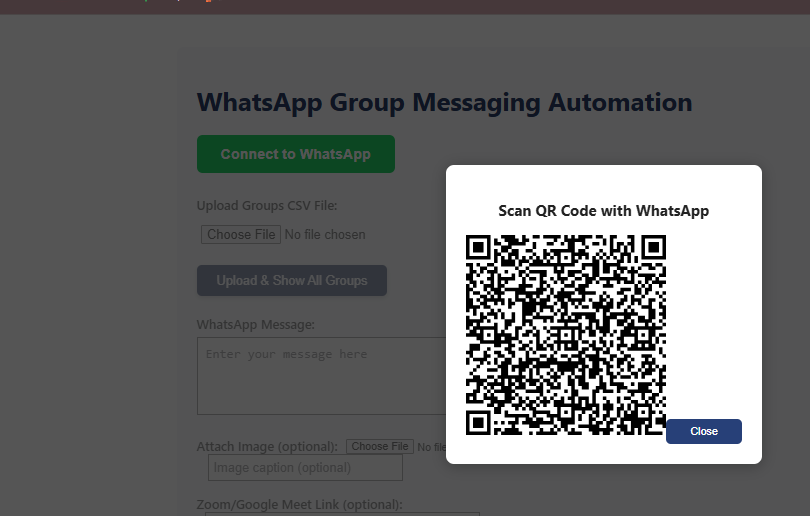 WhatsApp Group Messaging Automation
Connect to WhatsApp
Upload Groups CSV File:
Choose File No file chosen
Upload & Show All Groups
WhatsApp Message:
Enter your message here
Attach Image (optional): Choose File No file
Image caption (optional)
Zoom/Google Meet Link (optional):
Scan QR Code with WhatsApp
Close